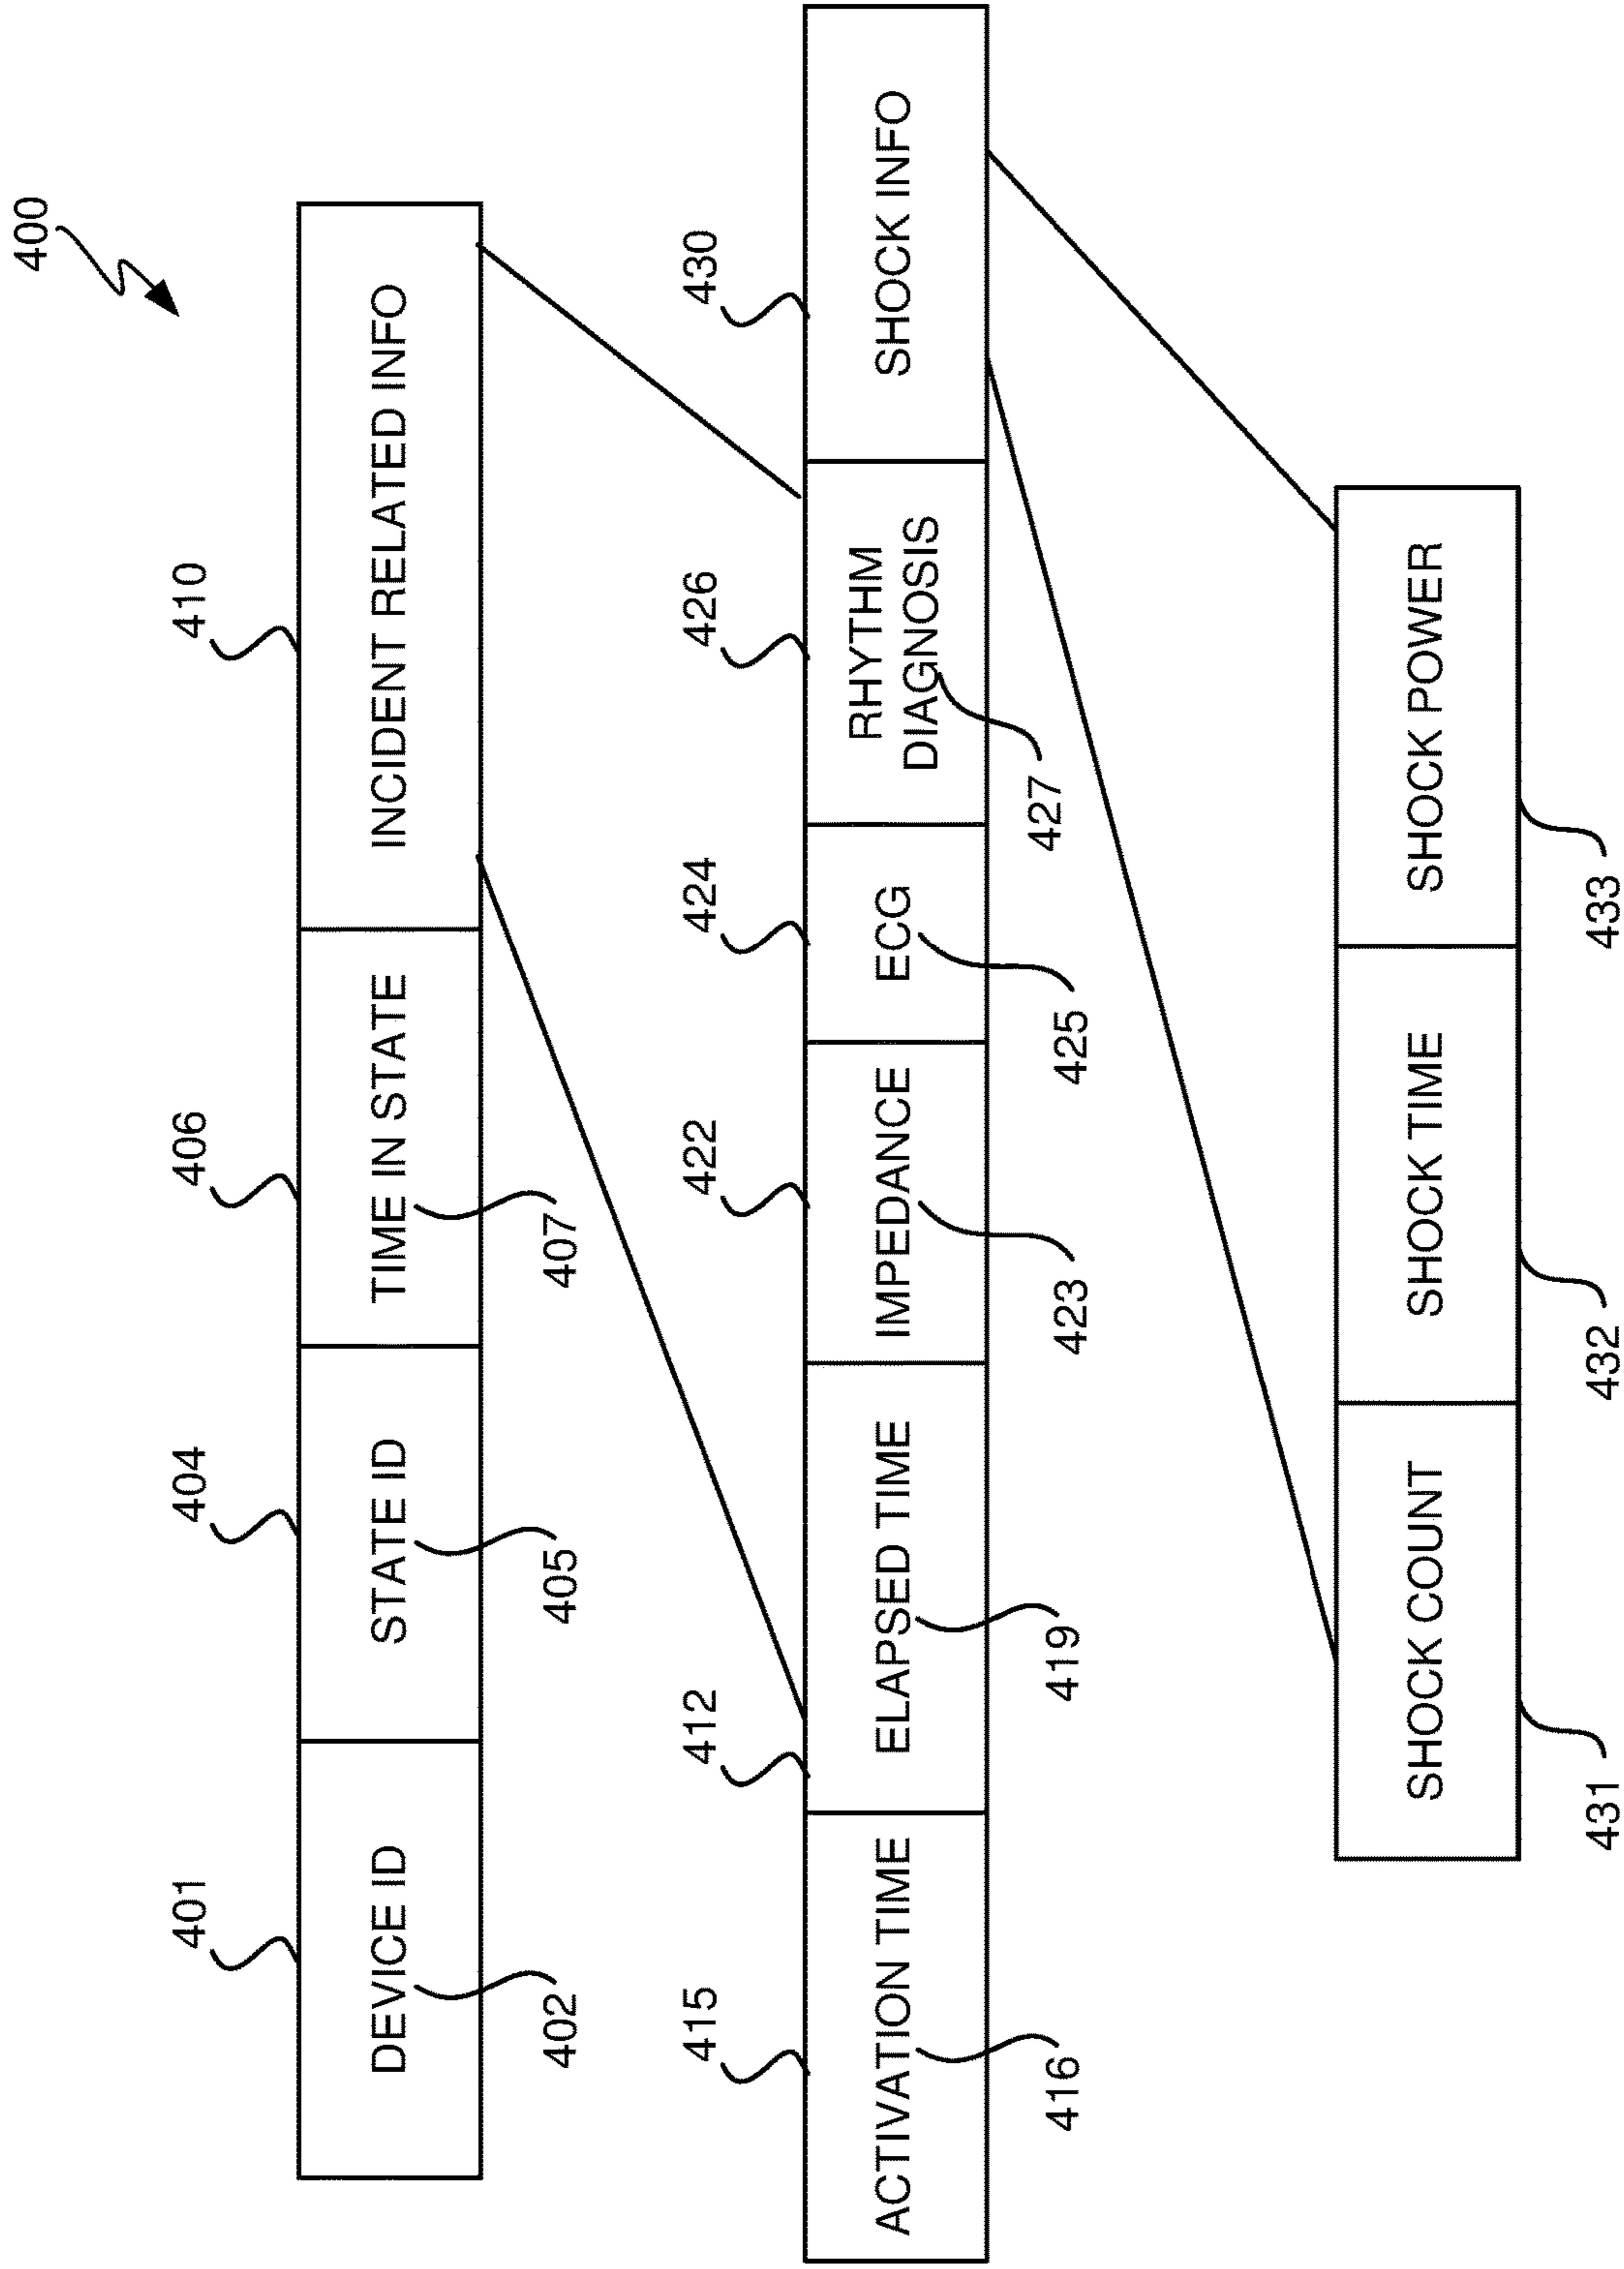 400
401
404
406
410
DEVICE ID
STATE ID
TIME IN STATE
INCIDENT RELATED INFO
402
405
407
415
412
422
424
426
430
ACTIVATION TIME
ELAPSED TIME
IMPEDANCE
ECG
RHYTHM
DIAGNOSIS
SHOCK INFO
416
419
423
425
427
SHOCK COUNT
SHOCK TIME
SHOCK POWER
431
432
433